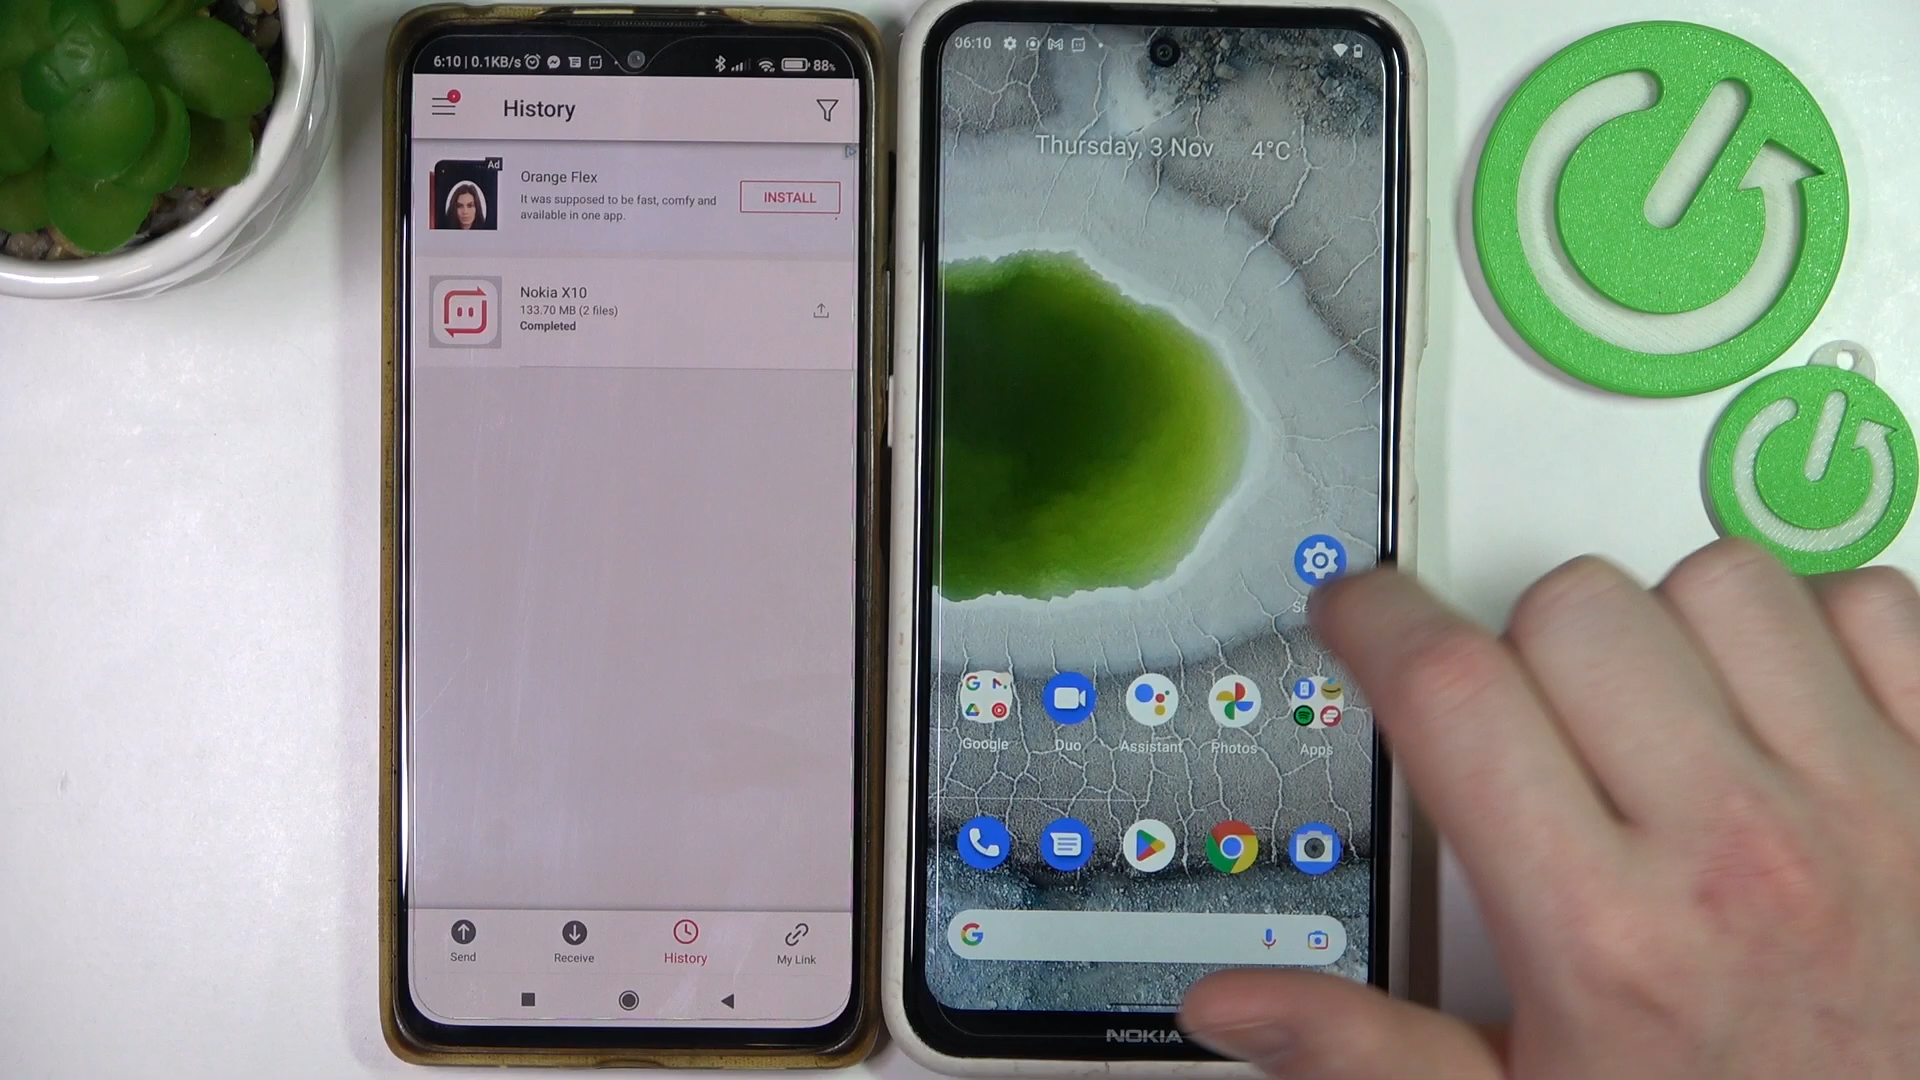 6:10 | 0.1KB/s
88%
History
Ad
Orange Flex
It was supposed to be fast, comfy and
available in one app.
INSTALL
Nokia X10
133.70 MB (2 files)
Completed
Send
Receive
History
My Link
06:10
Thursday, 3 Nov 4°C
Google
Duo
Assistant
Photos
Apps
NOKIA